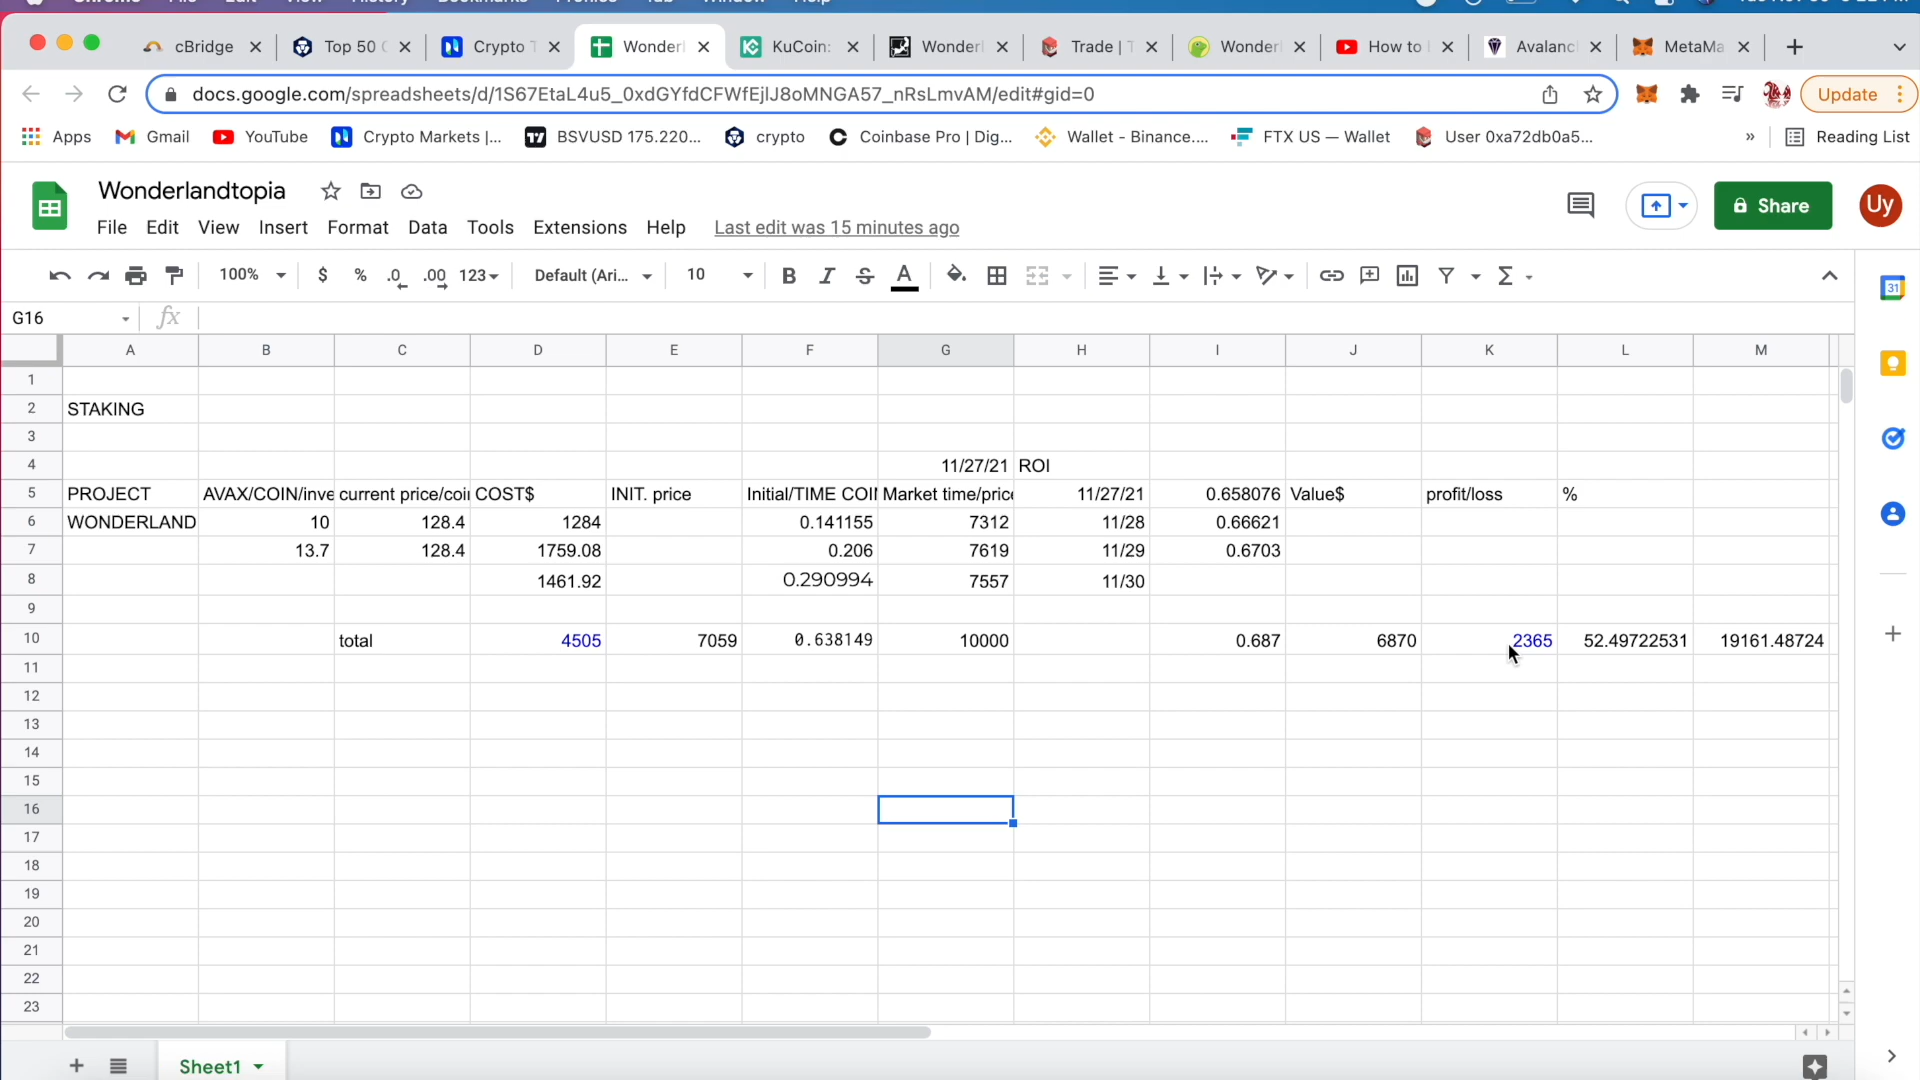 cBridge Top 50 C Crypto T Wonderl KuCoin: Wonderl Trade | T Wonder How to Avalanc MetaMa
docs.google.com/spreadsheets/d/1S67EtaL4u5_0xdGYfdCFWfEjlJ8oMNGA57_nRsLmvAM/edit#gid=0 Update
Apps Gmail YouTube Crypto Markets |... BSVUSD 175.220... crypto Coinbase Pro | Dig... Wallet - Binance.... FTX US — Wallet User 0xa72db0a5... » Reading List
Wonderlandtopia
File Edit View Insert Format Data Tools Extensions Help Last edit was 15 minutes ago Share Uy
100% $ % .0 .00 123 Default (Ari... 10 B I S A
G16 fx
A B C D E F G H I J K L M
1
2 STAKING
3
4 11/27/21 ROI
5 PROJECT AVAX/COIN/inve current price/coi COST$ INIT. price Initial/TIME COI Market time/price 11/27/21 0.658076 Value$ profit/loss %
6 WONDERLAND 10 128.4 1284 0.141155 7312 11/28 0.66621
7 13.7 128.4 1759.08 0.206 7619 11/29 0.6703
8 1461.92 0.290994 7557 11/30
9
10 total 4505 7059 0.638149 10000 0.687 6870 2365 52.49722531 19161.48724
11
12
13
14
15
16
17
18
19
20
21
22
23
Sheet1